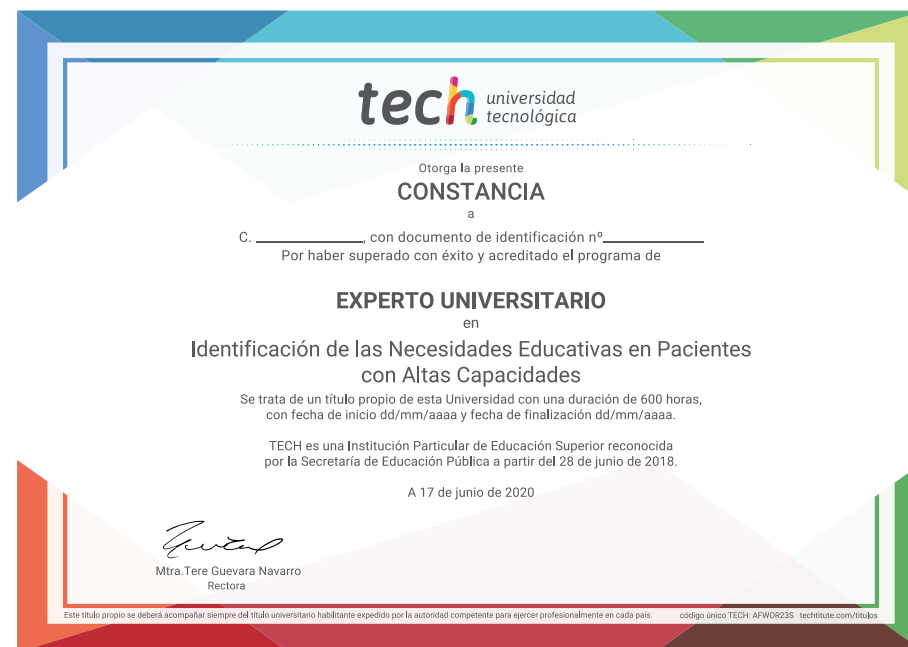 tech universidad
tecnológica
Otorga la presente
CONSTANCIA
a
C. ____________, con documento de identificación nº____________
Por haber superado con éxito y acreditado el programa de
EXPERTO UNIVERSITARIO
en
Identificación de las Necesidades Educativas en Pacientes
con Altas Capacidades
Se trata de un título propio de esta Universidad con una duración de 600 horas,
con fecha de inicio dd/mm/aaaa y fecha de finalización dd/mm/aaaa.
TECH es una Institución Particular de Educación Superior reconocida
por la Secretaría de Educación Pública a partir del 28 de junio de 2018.
A 17 de junio de 2020
Mtra.Tere Guevara Navarro
Rectora
Este título propio se deberá acompañar siempre del título universitario habilitante expedido por la autoridad competente para ejercer profesionalmente en cada país. código único TECH: AFWOR23S techtitute.com/titulos